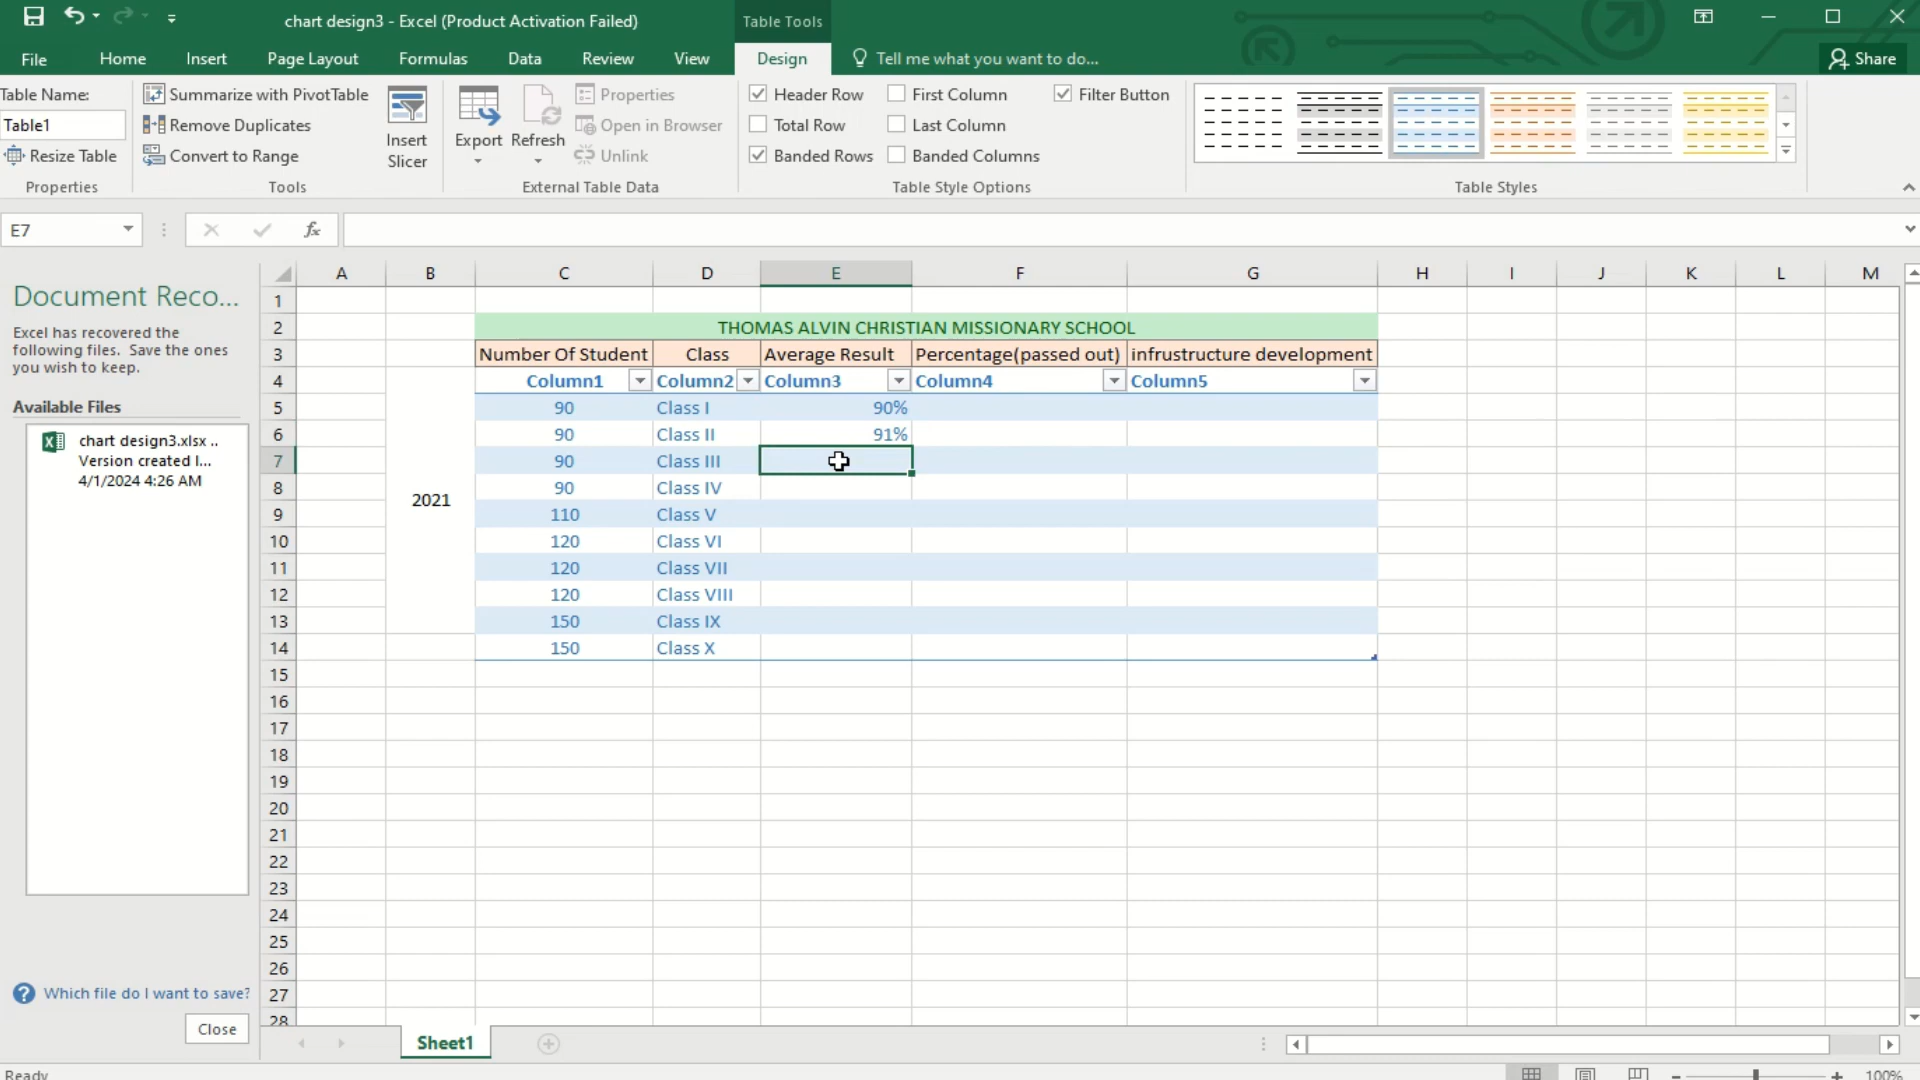 chart design3 - Excel (Product Activation Failed)
Table Tools
File Home Insert Page Layout Formulas Data Review View Design Tell me what you want to do... Share
Table Name:
Table1
Resize Table
Properties
Summarize with PivotTable
Remove Duplicates
Convert to Range
Tools
Insert
Slicer
Export
Refresh
Properties
Open in Browser
Unlink
External Table Data
Header Row First Column Filter Button
Total Row Last Column
Banded Rows Banded Columns
Table Style Options
Table Styles
E7
fx
Document Reco...
Excel has recovered the
following files. Save the ones
you wish to keep.
Available Files
chart design3.xlsx ..
Version created l...
4/1/2024 4:26 AM
Which file do I want to save?
Close
A B C D E F G H I J K L M
1
2 THOMAS ALVIN CHRISTIAN MISSIONARY SCHOOL
3 Number Of Student Class Average Result Percentage(passed out) infrustructure development
4 Column1 Column2 Column3 Column4 Column5
5 90 Class I 90%
6 90 Class II 91%
7 90 Class III
8 90 Class IV
2021
9 110 Class V
10 120 Class VI
11 120 Class VII
12 120 Class VIII
13 150 Class IX
14 150 Class X
15
16
17
18
19
20
21
22
23
24
25
26
27
28
Sheet1
Ready
100%